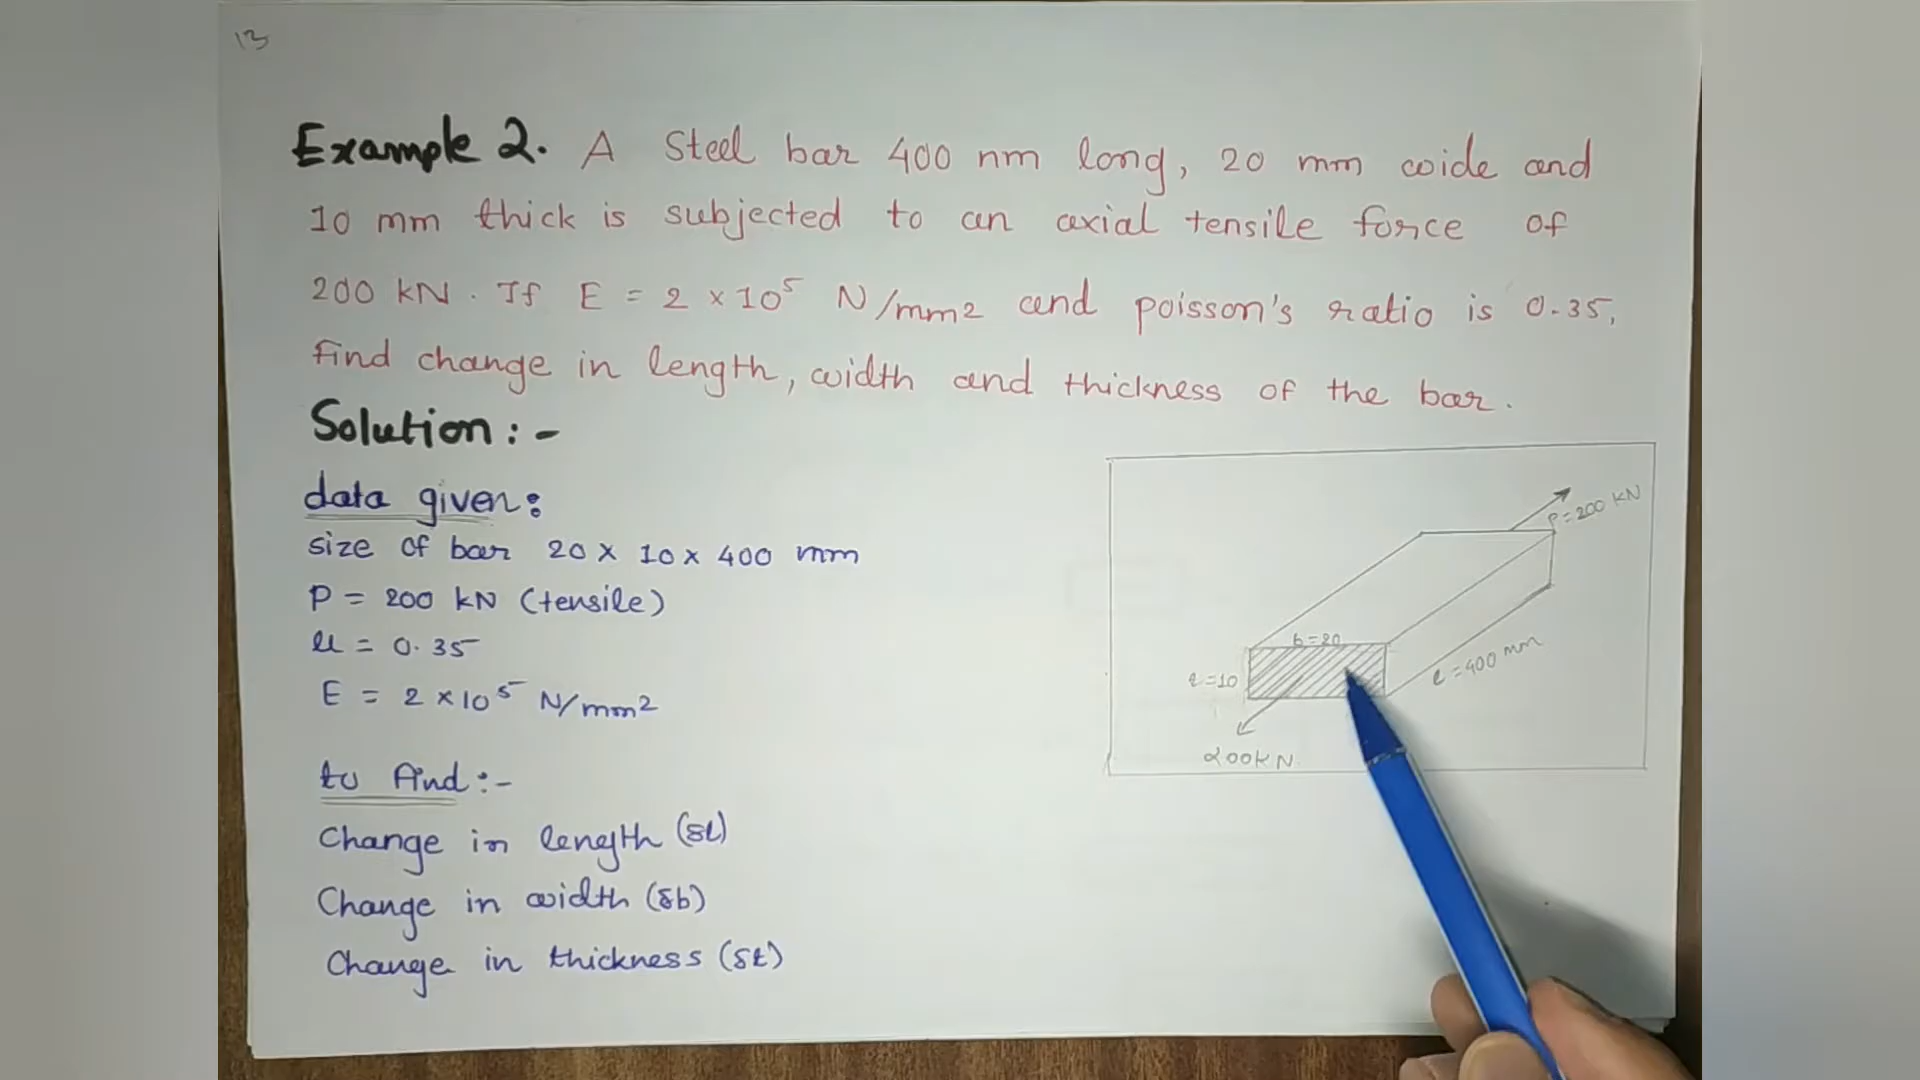 13
Example 2. A Steel bar 400 mm long, 20 mm wide and
10 mm thick is subjected to an axial tensile force of
200 kN. If E = 2 × 10⁵ N/mm2 and poisson's ratio is 0.35,
find change in length, width and thickness of the bar.
Solution :-
data given:
size of bar 20 × 10 × 400 mm
P = 200 kN (tensile)
μ = 0.35
E = 2 × 10⁵ N/mm2
to find :-
Change in length (δl)
Change in width (δb)
Change in thickness (δt)
P = 200 KN
b = 20
t = 10
l = 400 mm
200KN